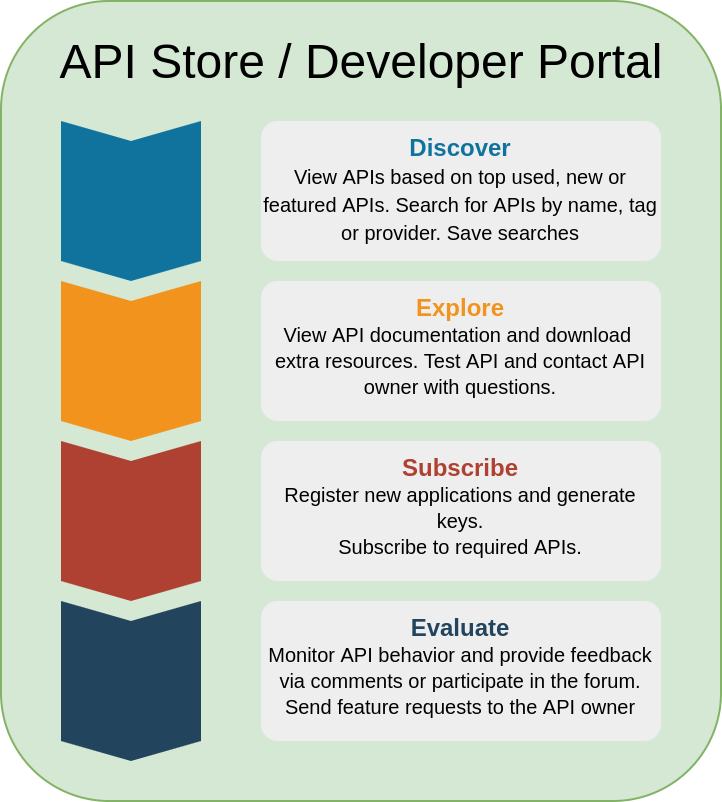 API Store / Developer Portal
Discover
View APIs based on top used, new or
featured APIs. Search for APIs by name, tag
or provider. Save searches
Explore
View API documentation and download
extra resources. Test API and contact API
owner with questions.
Subscribe
Register new applications and generate
keys.
Subscribe to required APIs.
Evaluate
Monitor API behavior and provide feedback
via comments or participate in the forum.
Send feature requests to the API owner